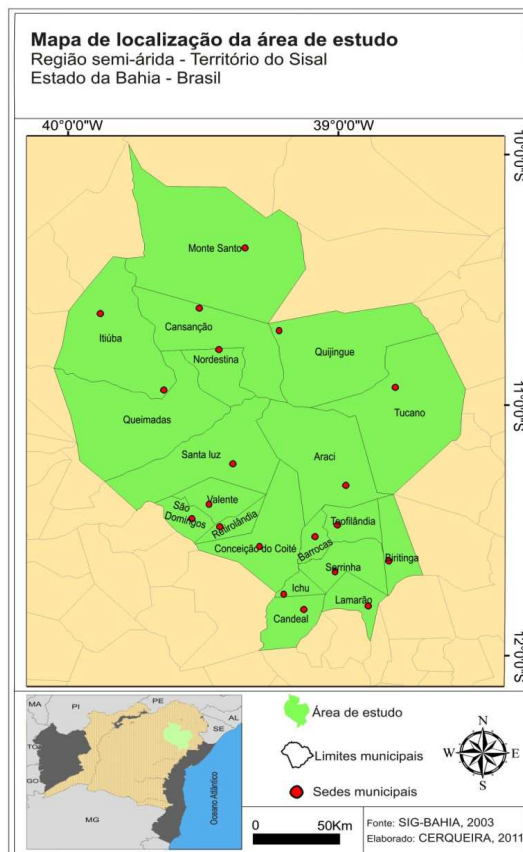 Mapa de localização da área de estudo
Região semi-árida - Território do Sisal
Estado da Bahia - Brasil
40°0'0"W
39°0'0"W
10°0'0"S
Monte Santo
Cansanção
Itiúba
Nordestina
Quijingue
11°0'0"S
Tucano
Queimadas
Santa luz
Araci
Valente
São
Domingos
Retirolândia
Teofilândia
Barrocas
Conceição do Coité
Biritinga
Serrinha
Ichu
Lamarão
Candeal
12°0'0"S
MA
PI
PE
AL
SE
TO
GO
MG
Oceano Atlântico
Área de estudo
Limites municipais
Sedes municipais
N
W
E
S
0
50Km
Fonte: SIG-BAHIA, 2003
Elaborado: CERQUEIRA, 2011